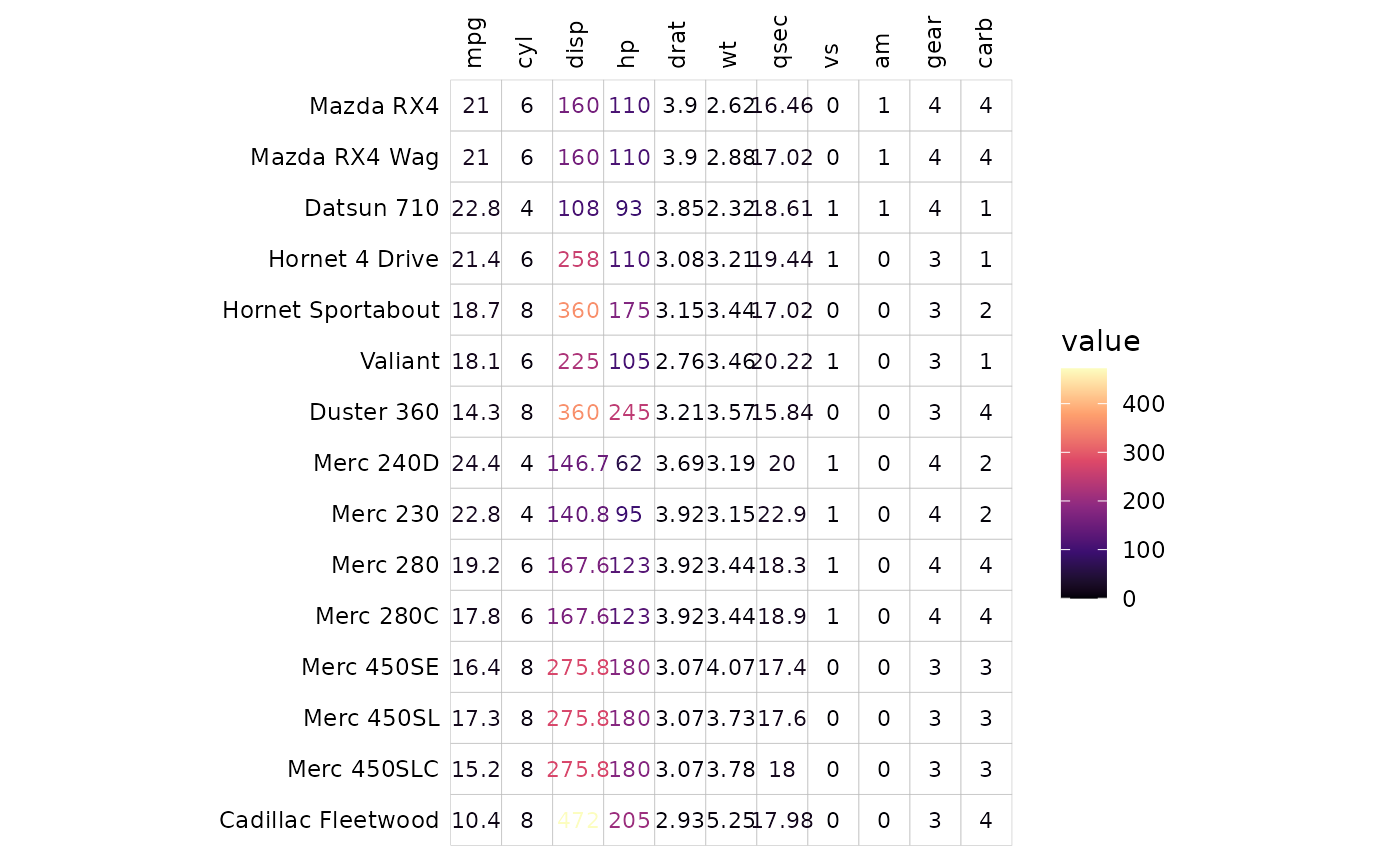 mpg cyl disp hp drat wt qsec vs am gear carb
Mazda RX4 21 6 160 110 3.9 2.62 16.46 0 1 4 4
Mazda RX4 Wag 21 6 160 110 3.9 2.88 17.02 0 1 4 4
Datsun 710 22.8 4 108 93 3.85 2.32 18.61 1 1 4 1
Hornet 4 Drive 21.4 6 258 110 3.08 3.21 19.44 1 0 3 1
Hornet Sportabout 18.7 8 360 175 3.15 3.44 17.02 0 0 3 2
Valiant 18.1 6 225 105 2.76 3.46 20.22 1 0 3 1
Duster 360 14.3 8 360 245 3.21 3.57 15.84 0 0 3 4
Merc 240D 24.4 4 146.7 62 3.69 3.19 20 1 0 4 2
Merc 230 22.8 4 140.8 95 3.92 3.15 22.9 1 0 4 2
Merc 280 19.2 6 167.6 123 3.92 3.44 18.3 1 0 4 4
Merc 280C 17.8 6 167.6 123 3.92 3.44 18.9 1 0 4 4
Merc 450SE 16.4 8 275.8 180 3.07 4.07 17.4 0 0 3 3
Merc 450SL 17.3 8 275.8 180 3.07 3.73 17.6 0 0 3 3
Merc 450SLC 15.2 8 275.8 180 3.07 3.78 18 0 0 3 3
Cadillac Fleetwood 10.4 8 472 205 2.93 5.25 17.98 0 0 3 4
value
400
300
200
100
0